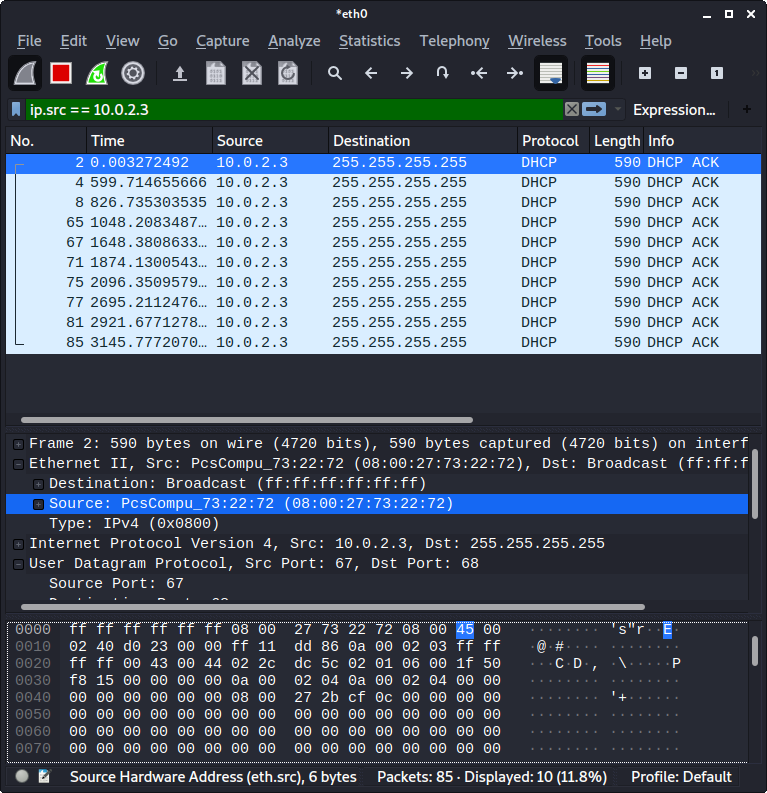 *eth0
File Edit View Go Capture Analyze Statistics Telephony Wireless Tools Help
ip.src == 10.0.2.3 Expression… +
No. Time Source Destination Protocol Length Info
2 0.003272492 10.0.2.3 255.255.255.255 DHCP 590 DHCP ACK
4 599.714655666 10.0.2.3 255.255.255.255 DHCP 590 DHCP ACK
8 826.735303535 10.0.2.3 255.255.255.255 DHCP 590 DHCP ACK
65 1048.2083487… 10.0.2.3 255.255.255.255 DHCP 590 DHCP ACK
67 1648.3808633… 10.0.2.3 255.255.255.255 DHCP 590 DHCP ACK
71 1874.1300543… 10.0.2.3 255.255.255.255 DHCP 590 DHCP ACK
75 2096.3509579… 10.0.2.3 255.255.255.255 DHCP 590 DHCP ACK
77 2695.2112476… 10.0.2.3 255.255.255.255 DHCP 590 DHCP ACK
81 2921.6771278… 10.0.2.3 255.255.255.255 DHCP 590 DHCP ACK
85 3145.7772070… 10.0.2.3 255.255.255.255 DHCP 590 DHCP ACK
Frame 2: 590 bytes on wire (4720 bits), 590 bytes captured (4720 bits) on interf
Ethernet II, Src: PcsCompu_73:22:72 (08:00:27:73:22:72), Dst: Broadcast (ff:ff:f
Destination: Broadcast (ff:ff:ff:ff:ff:ff)
Source: PcsCompu_73:22:72 (08:00:27:73:22:72)
Type: IPv4 (0x0800)
Internet Protocol Version 4, Src: 10.0.2.3, Dst: 255.255.255.255
User Datagram Protocol, Src Port: 67, Dst Port: 68
Source Port: 67
0000 ff ff ff ff ff ff 08 00 27 73 22 72 08 00 45 00 ········ 's"r··E·
0010 02 40 d0 23 00 00 ff 11 dd 86 0a 00 02 03 ff ff ·@·#···· ········
0020 ff ff 00 43 00 44 02 2c dc 5c 02 01 06 00 1f 50 ···C·D·, ·\·····P
0030 f8 15 00 00 00 00 0a 00 02 04 0a 00 02 04 00 00 ········ ········
0040 00 00 00 00 00 00 08 00 27 2b cf 0c 00 00 00 00 ········ '+······
0050 00 00 00 00 00 00 00 00 00 00 00 00 00 00 00 00 ········ ········
0060 00 00 00 00 00 00 00 00 00 00 00 00 00 00 00 00 ········ ········
0070 00 00 00 00 00 00 00 00 00 00 00 00 00 00 00 00 ········ ········
Source Hardware Address (eth.src), 6 bytes Packets: 85 · Displayed: 10 (11.8%) Profile: Default